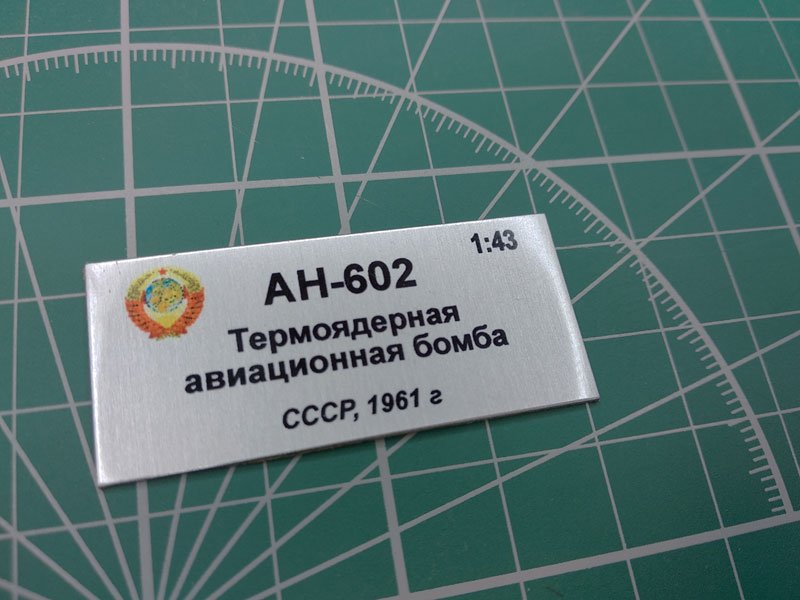 1:43
АН-602
Термоядерная
авиационная бомба
СССР, 1961 г